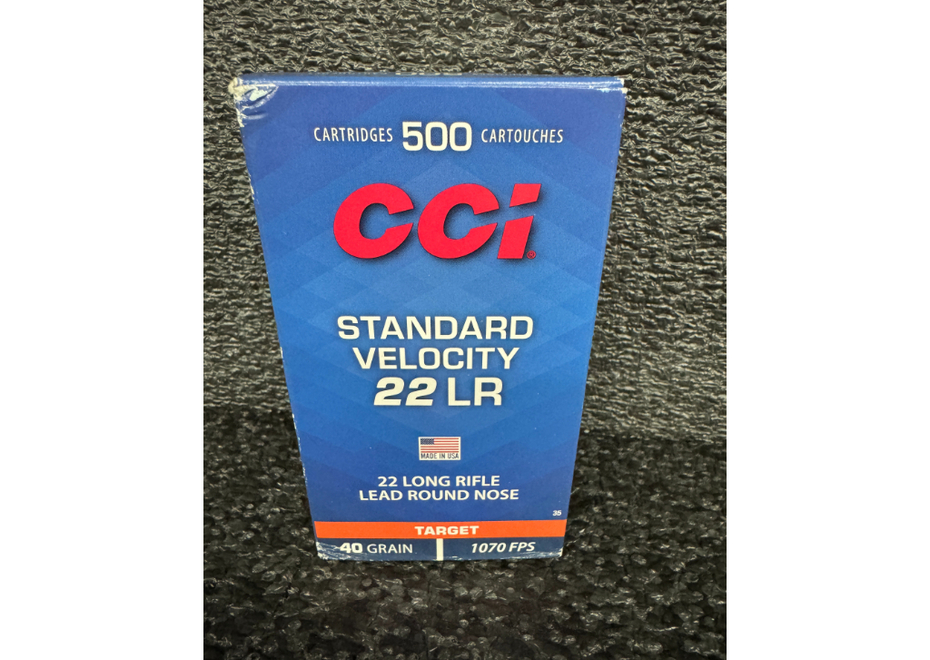 CARTRIDGES 500 CARTOUCHES
CCi®
STANDARD
VELOCITY
22 LR
MADE IN USA
22 LONG RIFLE
LEAD ROUND NOSE
35
TARGET
40 GRAIN 1070 FPS